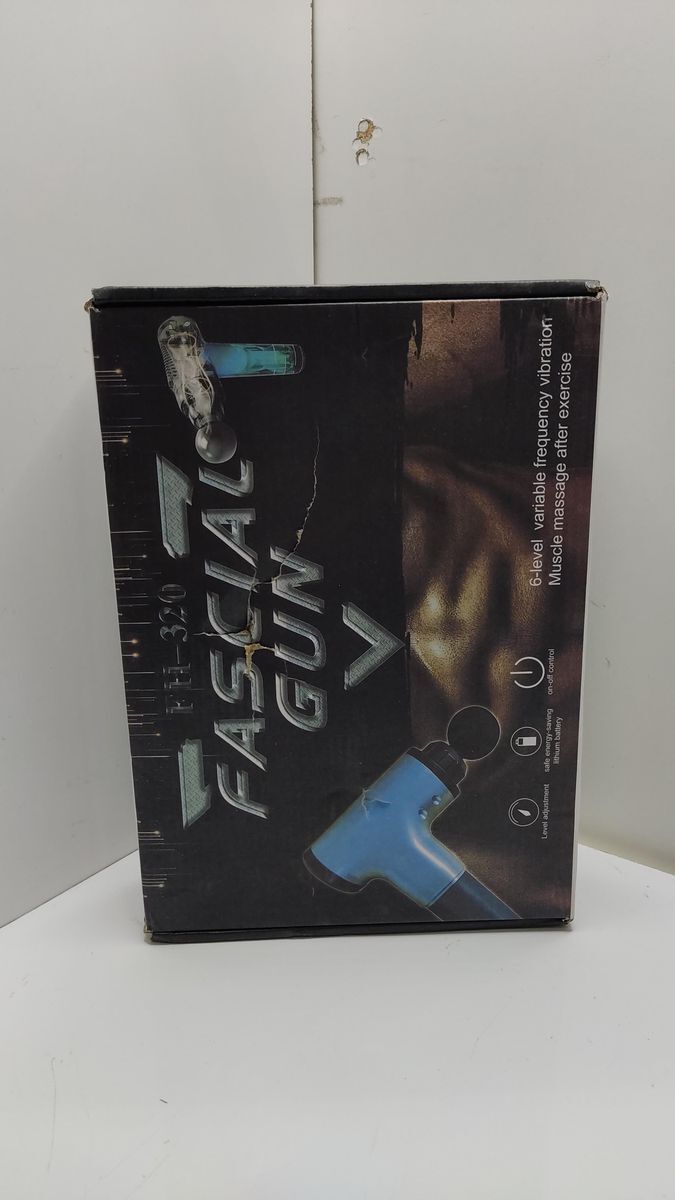 FH-320
FASCIAL
GUN
6-level variable frequency vibration
Muscle massage after exercise
Level adjustment
safe energy-saving
lithium battery
on-off control